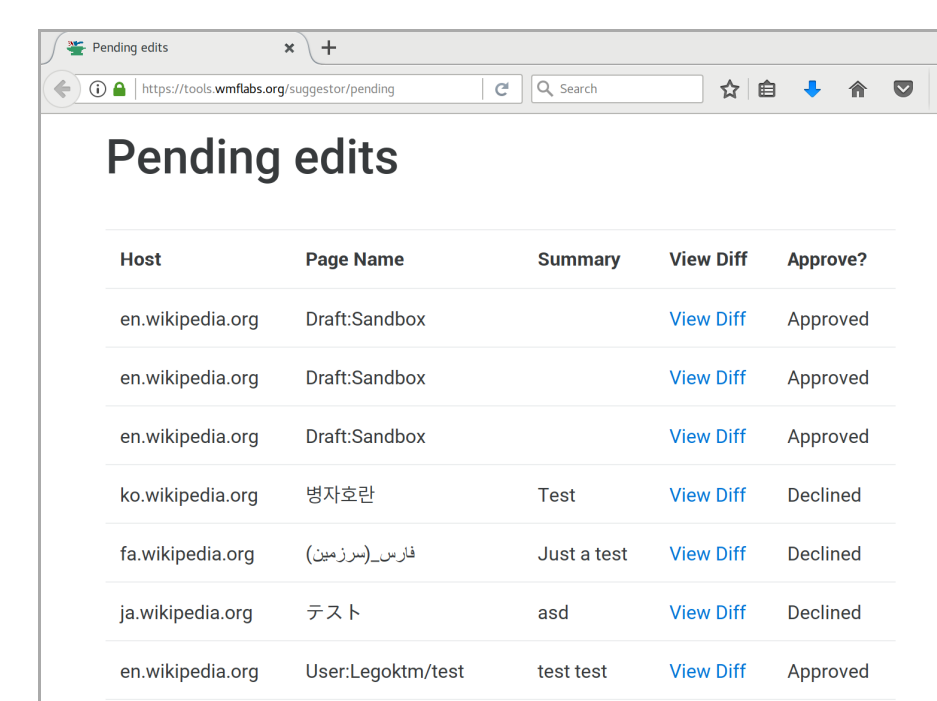 Pending edits
https://tools.wmflabs.org/suggestor/pending
Search
Pending edits
Host Page Name Summary View Diff Approve?
en.wikipedia.org Draft:Sandbox View Diff Approved
en.wikipedia.org Draft:Sandbox View Diff Approved
en.wikipedia.org Draft:Sandbox View Diff Approved
ko.wikipedia.org 병자호란 Test View Diff Declined
fa.wikipedia.org فارس_(سرزمین) Just a test View Diff Declined
ja.wikipedia.org テスト asd View Diff Declined
en.wikipedia.org User:Legoktm/test test test View Diff Approved